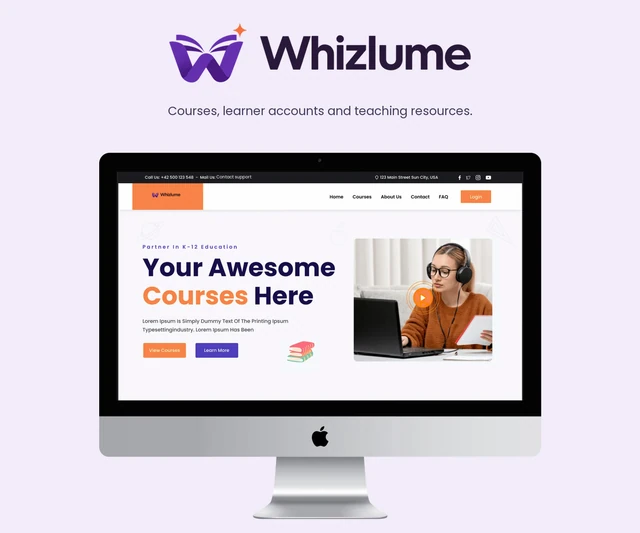 Whizlume
Courses, learner accounts and teaching resources.
Call Us: +42 500 123 548 - Mail Us: Contact support
123 Main Street Sun City, USA
Whizlume
Home Courses About Us Contact FAQ Login
Partner In K-12 Education
Your Awesome
Courses Here
Lorem Ipsum Is Simply Dummy Text Of The Printing Ipsum
Typesettingindustry. Lorem Ipsum Has Been
View Courses Learn More